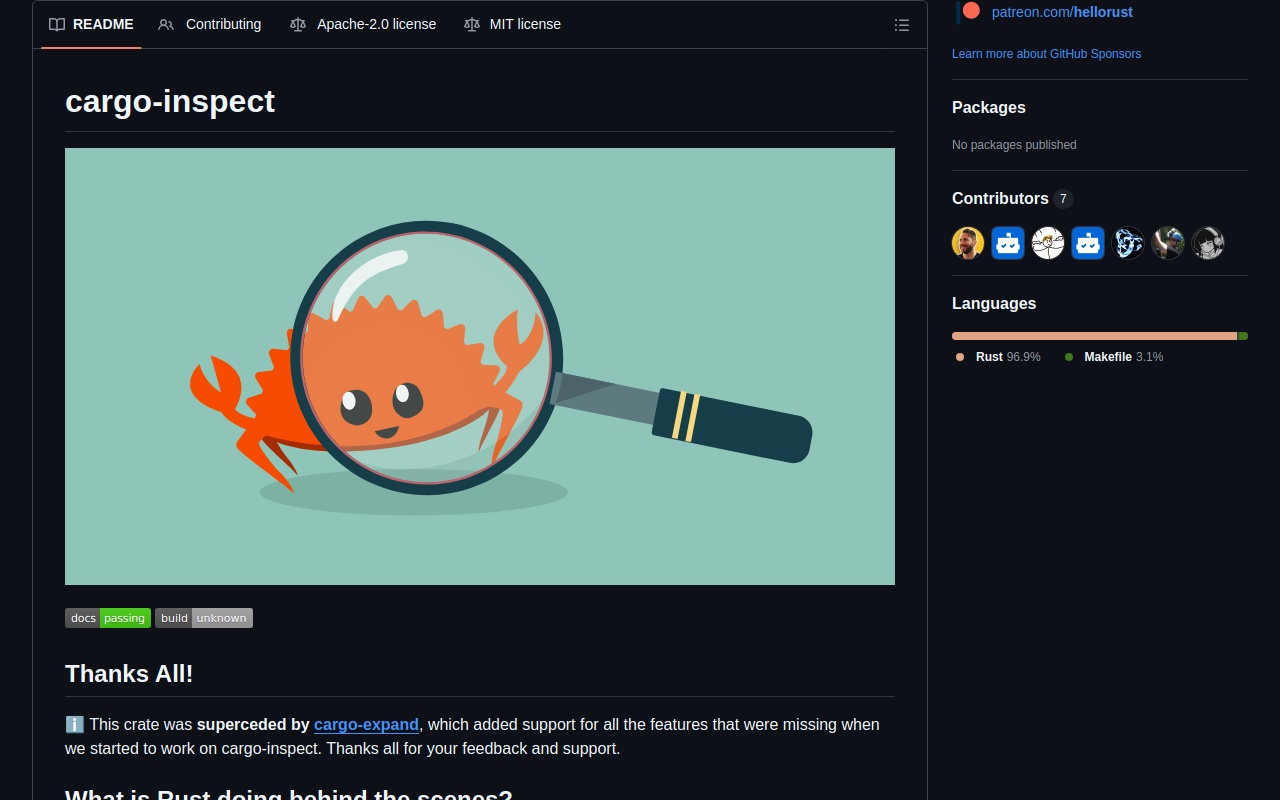 README
Contributing
Apache-2.0 license
MIT license
patreon.com/hellorust
Learn more about GitHub Sponsors
Packages
No packages published
Contributors 7
Languages
Rust 96.9%
Makefile 3.1%
cargo-inspect
docs passing
build unknown
Thanks All!
ℹ️ This crate was superceded by cargo-expand, which added support for all the features that were missing when
we started to work on cargo-inspect. Thanks all for your feedback and support.
What is Rust doing behind the scenes?